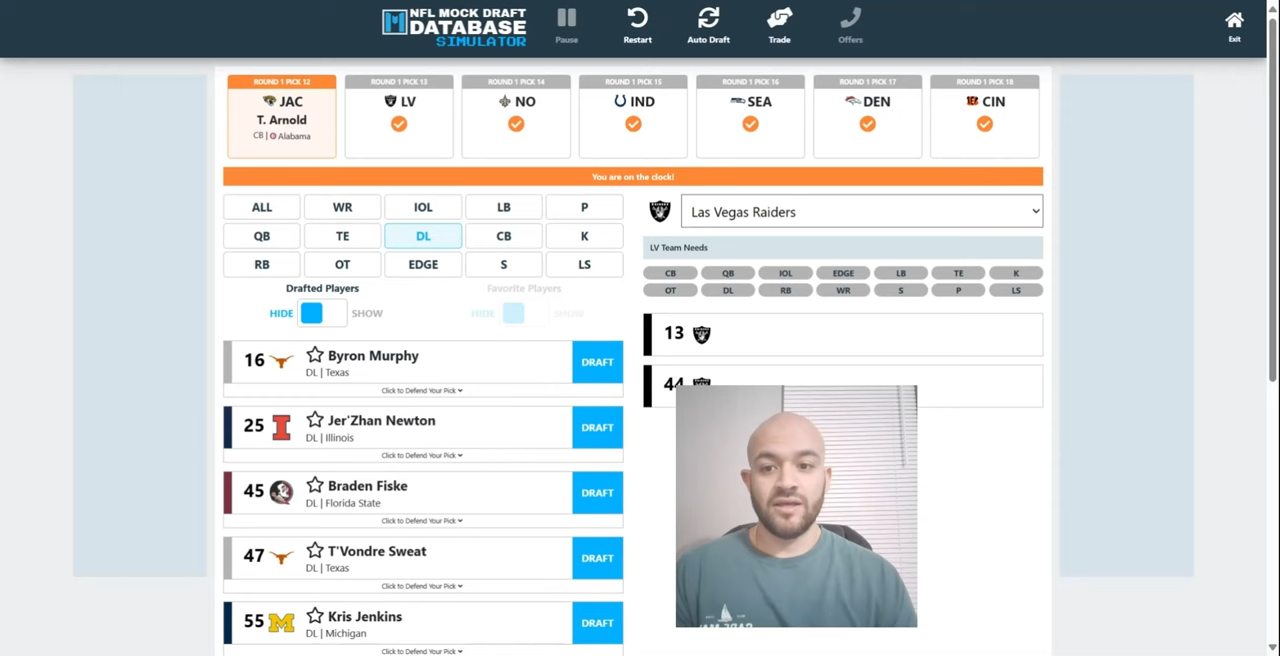 NFL MOCK DRAFT
DATABASE
SIMULATOR
Pause
Restart
Auto Draft
Trade
Offers
Exit
ROUND 1 PICK 12
JAC
T. Arnold
CB | Alabama
ROUND 1 PICK 13
LV
ROUND 1 PICK 14
NO
ROUND 1 PICK 15
IND
ROUND 1 PICK 16
SEA
ROUND 1 PICK 17
DEN
ROUND 1 PICK 18
CIN
You are on the clock!
ALL WR IOL LB P
QB TE DL CB K
RB OT EDGE S LS
Drafted Players
HIDE SHOW
Favorite Players
HIDE SHOW
16 Byron Murphy
DL | Texas
DRAFT
Click to Defend Your Pick
25 Jer'Zhan Newton
DL | Illinois
DRAFT
Click to Defend Your Pick
45 Braden Fiske
DL | Florida State
DRAFT
Click to Defend Your Pick
47 T'Vondre Sweat
DL | Texas
DRAFT
Click to Defend Your Pick
55 Kris Jenkins
DL | Michigan
DRAFT
Click to Defend Your Pick
Las Vegas Raiders
LV Team Needs
CB QB IOL EDGE LB TE K
OT DL RB WR S P LS
13
44